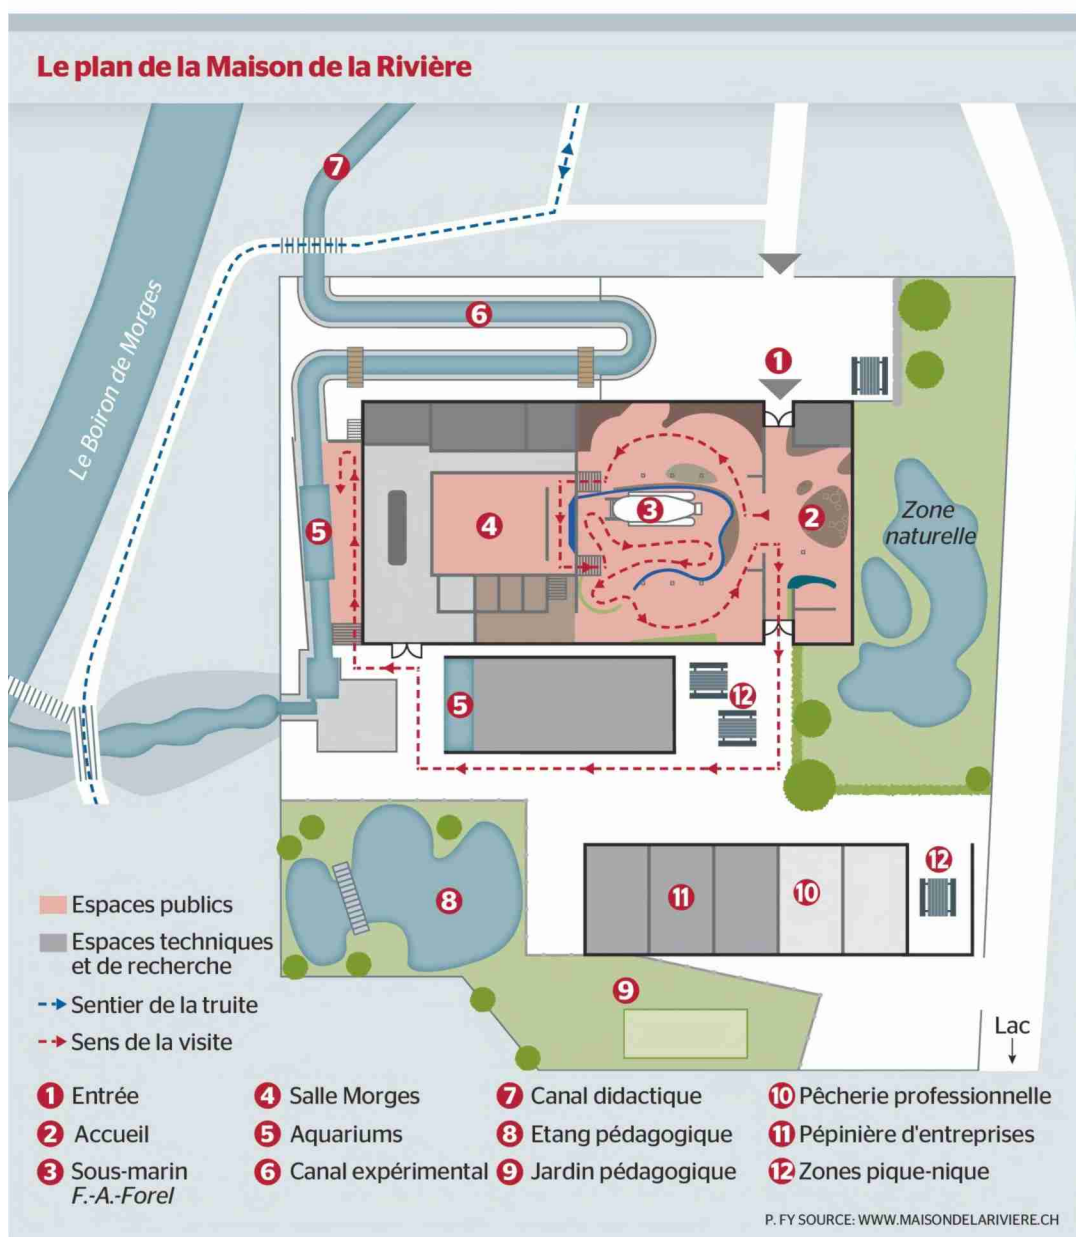 Le plan de la Maison de la Rivière
7
Le Boiron de Morges
6
1
5
4
3
2
Zone
naturelle
5
12
8
11
10
12
9
Lac
Espaces publics
Espaces techniques
et de recherche
Sentier de la truite
Sens de la visite
1 Entrée
2 Accueil
3 Sous-marin
F.-A.-Forel
4 Salle Morges
5 Aquariums
6 Canal expérimental
7 Canal didactique
8 Etang pédagogique
9 Jardin pédagogique
10 Pêcherie professionnelle
11 Pépinière d'entreprises
12 Zones pique-nique
P. FY SOURCE: WWW.MAISONDELARIVIERE.CH